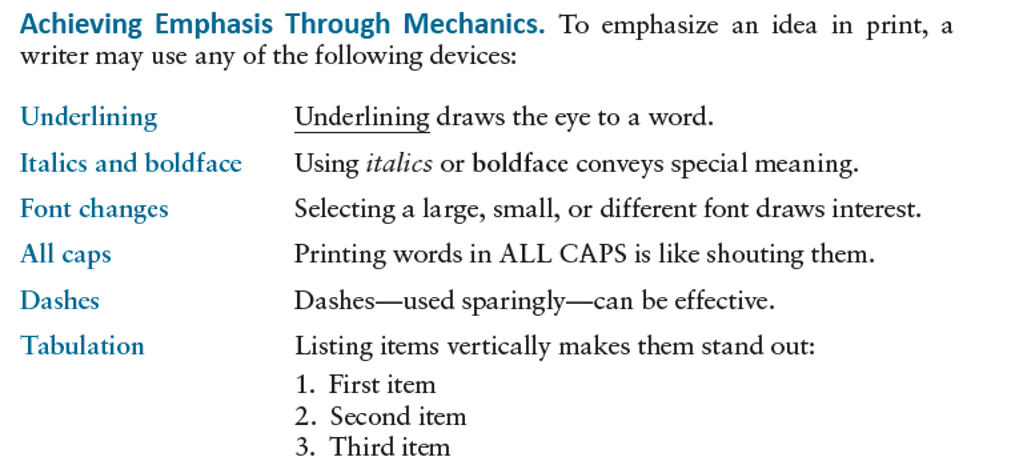 Achieving Emphasis Through Mechanics. To emphasize an idea in print, a
writer may use any of the following devices:
Underlining Underlining draws the eye to a word.
Italics and boldface Using italics or boldface conveys special meaning.
Font changes Selecting a large, small, or different font draws interest.
All caps Printing words in ALL CAPS is like shouting them.
Dashes Dashes—used sparingly—can be effective.
Tabulation Listing items vertically makes them stand out:
1. First item
2. Second item
3. Third item